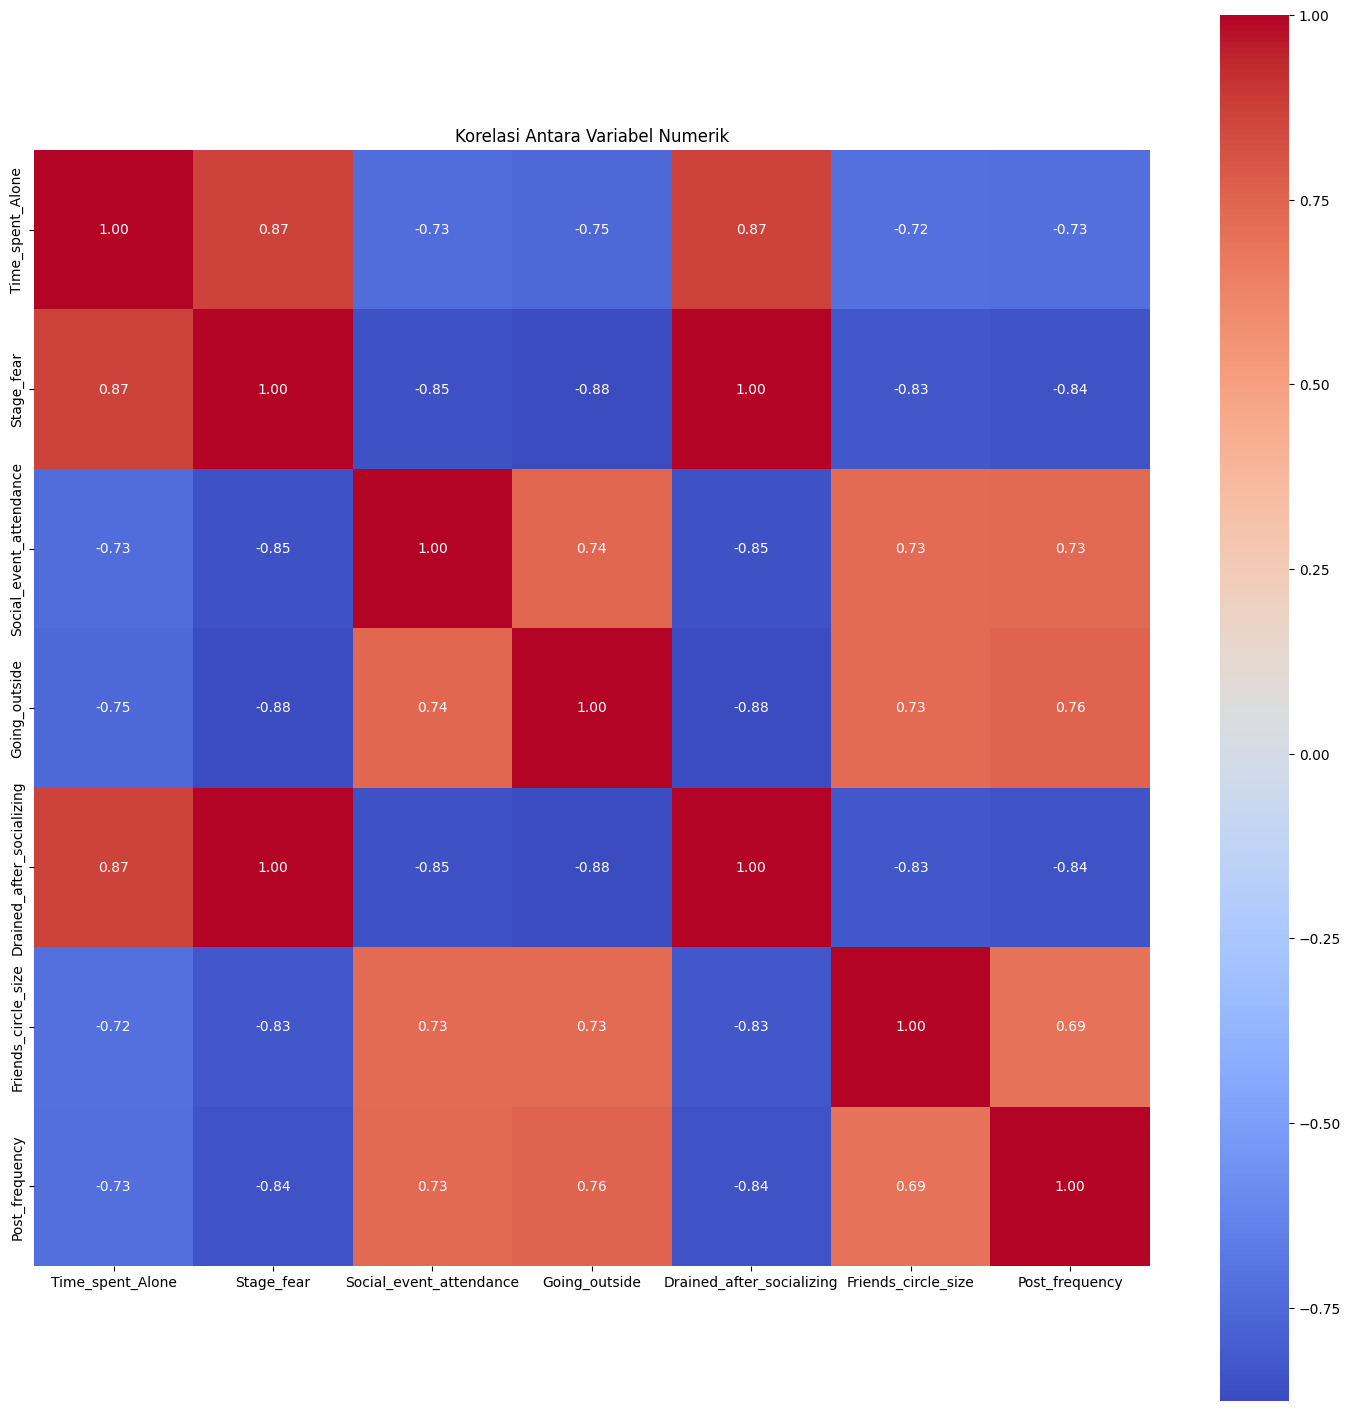 Korelasi Antara Variabel Numerik
Time_spent_Alone
1.00 0.87 -0.73 -0.75 0.87 -0.72 -0.73
Stage_fear
0.87 1.00 -0.85 -0.88 1.00 -0.83 -0.84
Social_event_attendance
-0.73 -0.85 1.00 0.74 -0.85 0.73 0.73
Going_outside
-0.75 -0.88 0.74 1.00 -0.88 0.73 0.76
Drained_after_socializing
0.87 1.00 -0.85 -0.88 1.00 -0.83 -0.84
Friends_circle_size
-0.72 -0.83 0.73 0.73 -0.83 1.00 0.69
Post_frequency
-0.73 -0.84 0.73 0.76 -0.84 0.69 1.00
Time_spent_Alone Stage_fear Social_event_attendance Going_outside Drained_after_socializing Friends_circle_size Post_frequency
1.00
0.75
0.50
0.25
0.00
−0.25
−0.50
−0.75